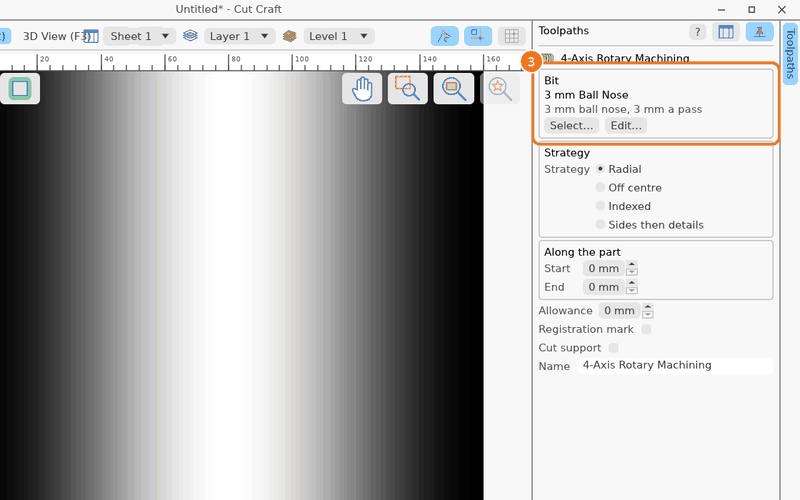 Untitled* - Cut Craft
3D View (F3)
Sheet 1
Layer 1
Level 1
20 40 60 80 100 120 140 160
Toolpaths
?
Toolpaths
4-Axis Rotary Machining
3
Bit
3 mm Ball Nose
3 mm ball nose, 3 mm a pass
Select...
Edit...
Strategy
Strategy
Radial
Off centre
Indexed
Sides then details
Along the part
Start 0 mm
End 0 mm
Allowance 0 mm
Registration mark
Cut support
Name 4-Axis Rotary Machining